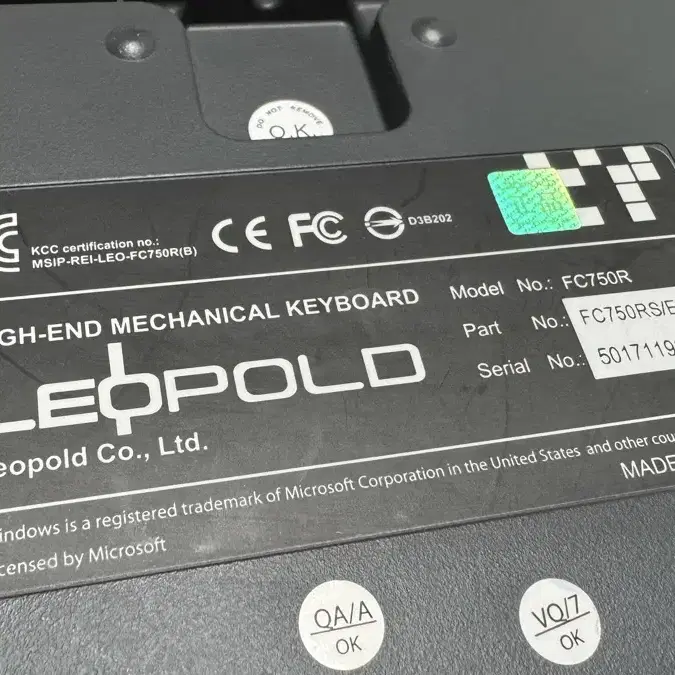 DO NOT REMOVE
O.K.
KCC certification no.:
MSIP-REI-LEO-FC750R(B)
CE FC D3B202
GH-END MECHANICAL KEYBOARD
LEOPOLD
eopold Co., Ltd.
Model No.: FC750R
Part No.: FC750RS/E
Serial No.: 5017119
indows is a registered trademark of Microsoft Corporation in the United States and other cou
censed by Microsoft
MADE
QA/A
OK
VQ/7
OK